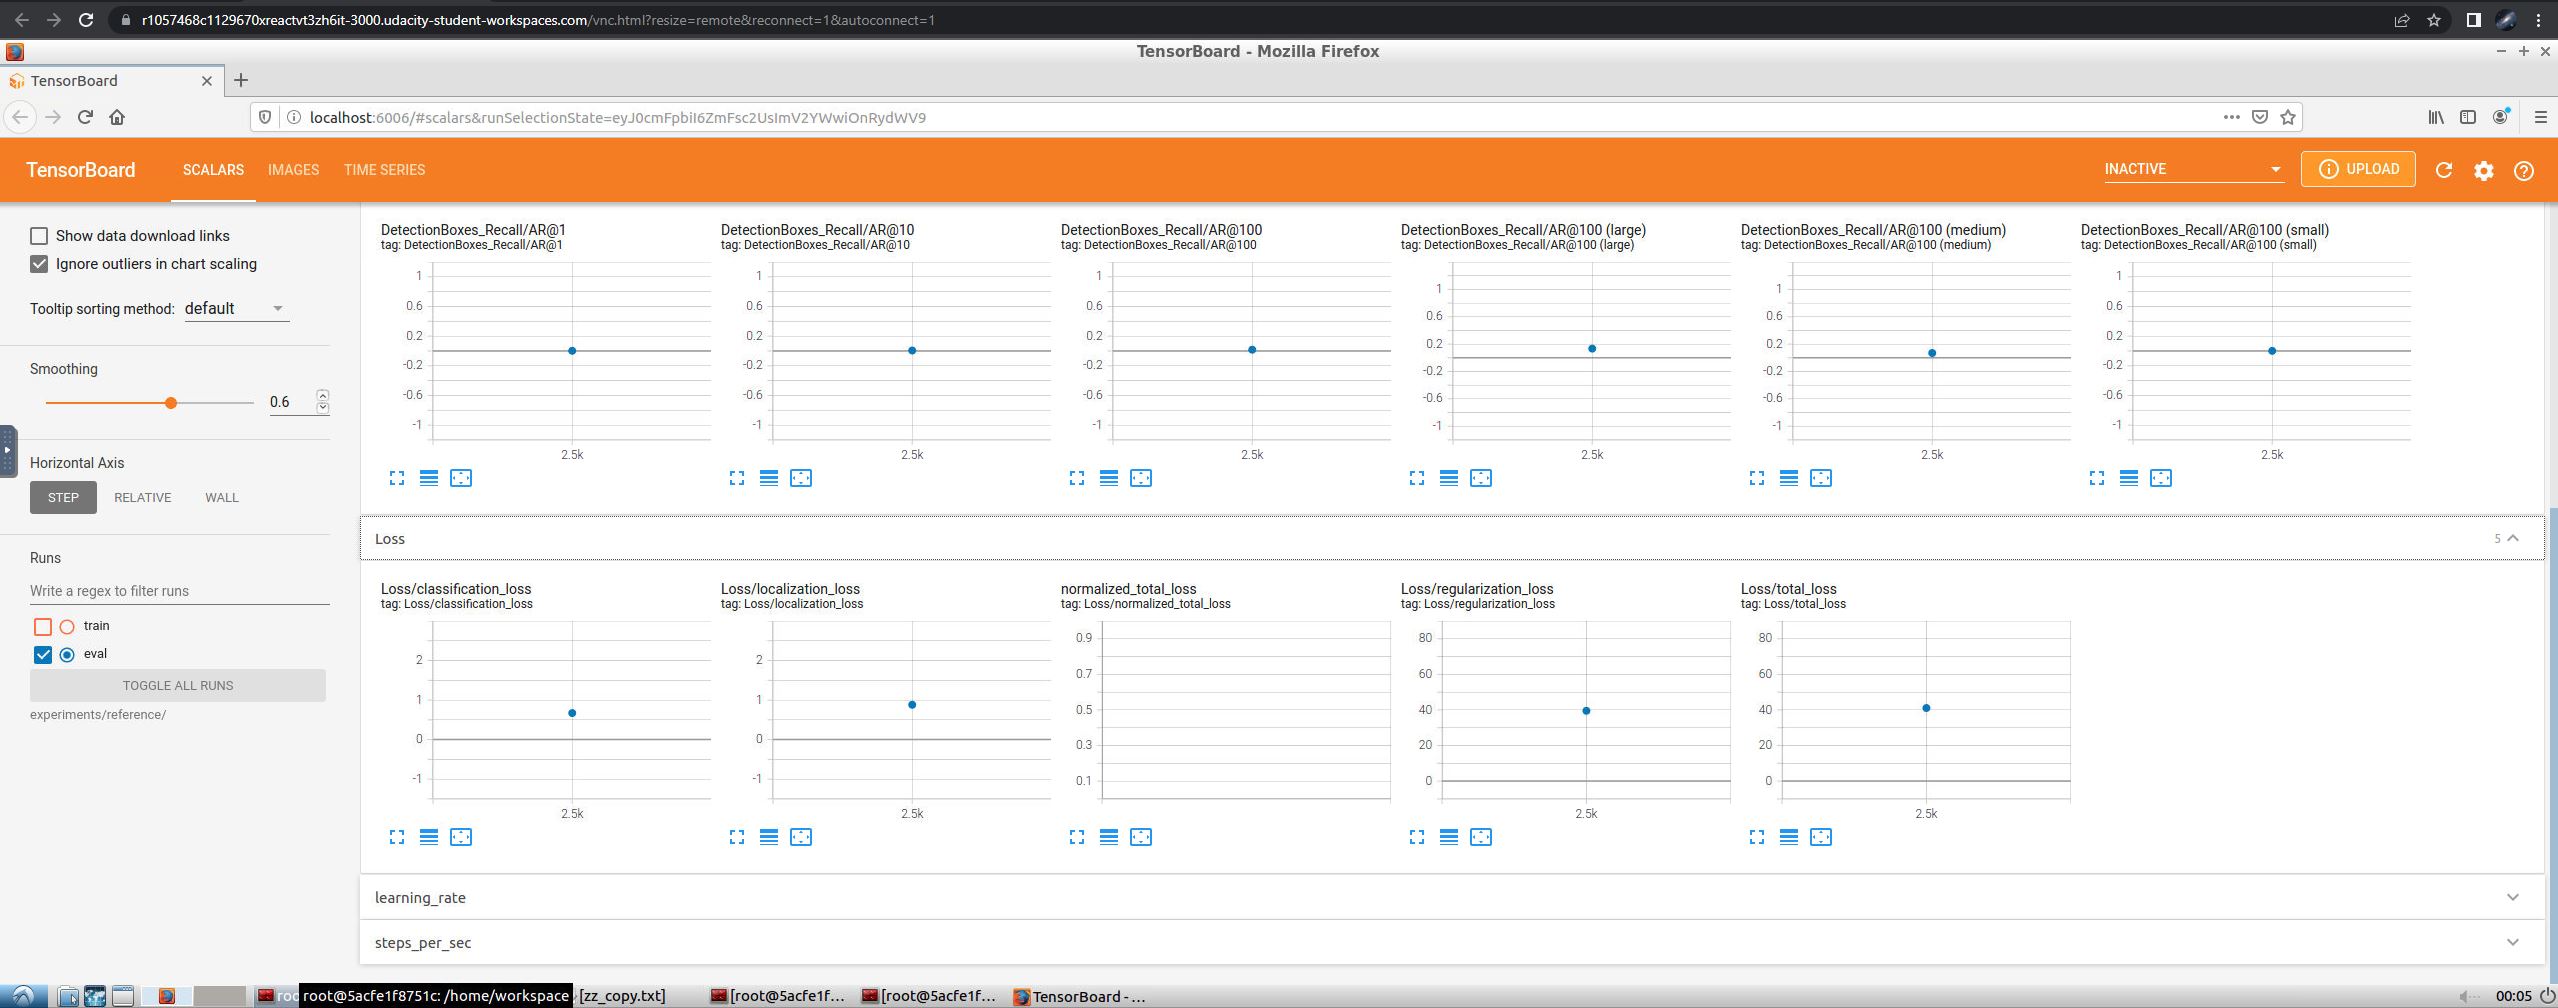 r1057468c1129670xreactvt3zh6it-3000.udacity-student-workspaces.com/vnc.html?resize=remote&reconnect=1&autoconnect=1
TensorBoard - Mozilla Firefox
TensorBoard
localhost:6006/#scalars&runSelectionState=eyJ0cmFpbiI6ZmFsc2UsImV2YWwiOnRydWV9
TensorBoard SCALARS IMAGES TIME SERIES INACTIVE UPLOAD
Show data download links
Ignore outliers in chart scaling
Tooltip sorting method: default
Smoothing
0.6
Horizontal Axis
STEP RELATIVE WALL
Runs
Write a regex to filter runs
train
eval
TOGGLE ALL RUNS
experiments/reference/
DetectionBoxes_Recall/AR@1
tag: DetectionBoxes_Recall/AR@1
1
0.6
0.2
-0.2
-0.6
-1
2.5k
DetectionBoxes_Recall/AR@10
tag: DetectionBoxes_Recall/AR@10
1
0.6
0.2
-0.2
-0.6
-1
2.5k
DetectionBoxes_Recall/AR@100
tag: DetectionBoxes_Recall/AR@100
1
0.6
0.2
-0.2
-0.6
-1
2.5k
DetectionBoxes_Recall/AR@100 (large)
tag: DetectionBoxes_Recall/AR@100 (large)
1
0.6
0.2
-0.2
-0.6
-1
2.5k
DetectionBoxes_Recall/AR@100 (medium)
tag: DetectionBoxes_Recall/AR@100 (medium)
1
0.6
0.2
-0.2
-0.6
-1
2.5k
DetectionBoxes_Recall/AR@100 (small)
tag: DetectionBoxes_Recall/AR@100 (small)
1
0.6
0.2
-0.2
-0.6
-1
2.5k
Loss 5
Loss/classification_loss
tag: Loss/classification_loss
2
1
0
-1
2.5k
Loss/localization_loss
tag: Loss/localization_loss
2
1
0
-1
2.5k
normalized_total_loss
tag: Loss/normalized_total_loss
0.9
0.7
0.5
0.3
0.1
Loss/regularization_loss
tag: Loss/regularization_loss
80
60
40
20
0
2.5k
Loss/total_loss
tag: Loss/total_loss
80
60
40
20
0
2.5k
learning_rate
steps_per_sec
roo root@5acfe1f8751c: /home/workspace [zz_copy.txt] [root@5acfe1f... [root@5acfe1f... TensorBoard - ... 00:05